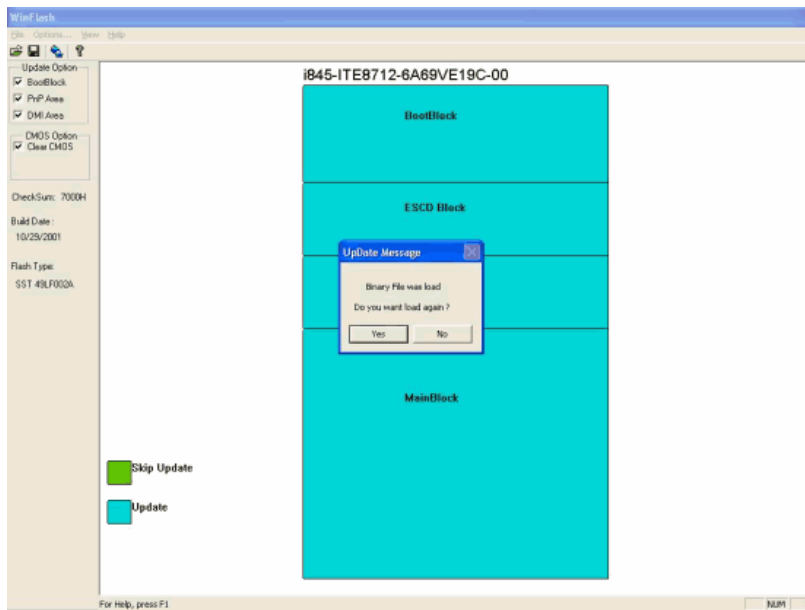 WinFlash
File Options... View Help
Update Option
BootBlock
PnP Area
DMI Area
CMOS Option
Clear CMOS
CheckSum: 7000H
Build Date :
10/29/2001
Flash Type:
SST 49LF002A
i845-ITE8712-6A69VE19C-00
BootBlock
ESCD Block
UpDate Message
Binary File was load
Do you want load again ?
Yes No
MainBlock
Skip Update
Update
For Help, press F1
NUM